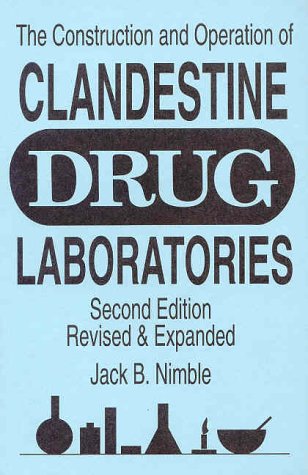 The Construction and Operation of
CLANDESTINE
DRUG
LABORATORIES
Second Edition
Revised & Expanded
Jack B. Nimble